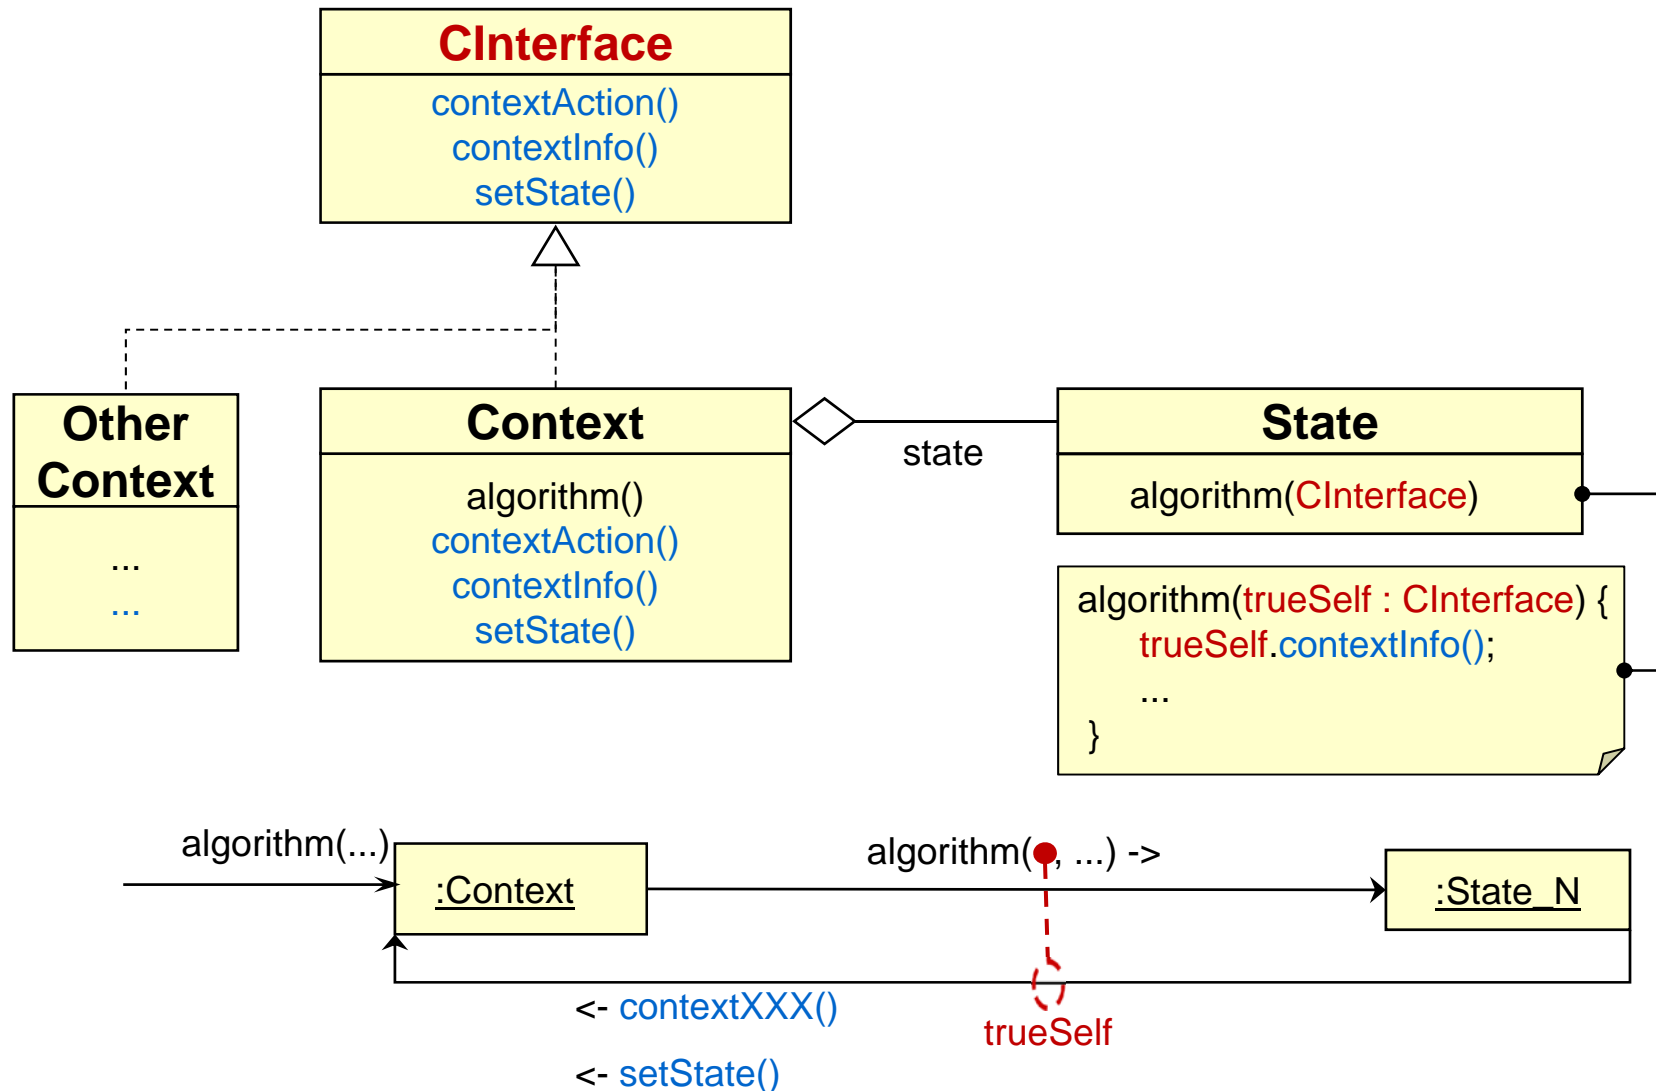 CInterface
contextAction()
contextInfo()
setState()
Other
Context
...
...
Context
algorithm()
contextAction()
contextInfo()
setState()
state
State
algorithm(CInterface)
algorithm(trueSelf : CInterface) {
trueSelf.contextInfo();
...
}
algorithm(...)
:Context
algorithm(●, ...) ->
:State_N
<- contextXXX()
trueSelf
<- setState()